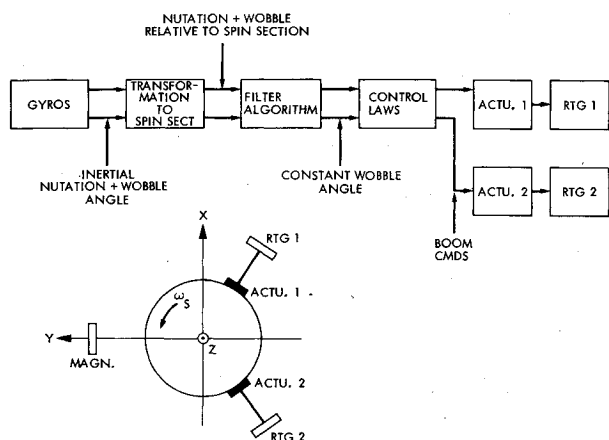 NUTATION + WOBBLE
RELATIVE TO SPIN SECTION
GYROS
TRANSFOR-
MATION
TO
SPIN SECT
FILTER
ALGORITHM
CONTROL
LAWS
ACTU. 1
RTG 1
INERTIAL
NUTATION + WOBBLE
ANGLE
CONSTANT WOBBLE
ANGLE
ACTU. 2
RTG 2
BOOM
CMDS
X
RTG 1
ACTU. 1
ωS
Y
Z
MAGN.
ACTU. 2
RTG 2